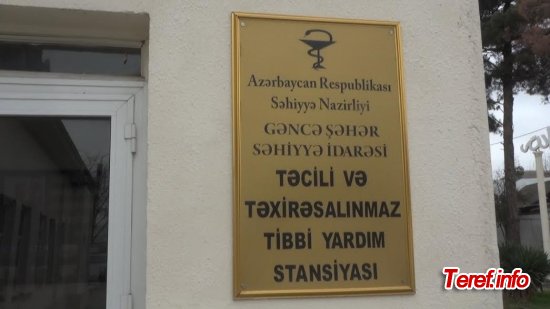 Azərbaycan Respublikası
Səhiyyə Nazirliyi
GƏNCƏ ŞƏHƏR
SƏHİYYƏ İDARƏSİ
TƏCİLİ VƏ
TƏXİRƏSALINMAZ
TİBBİ YARDIM
STANSİYASI
Teref.info